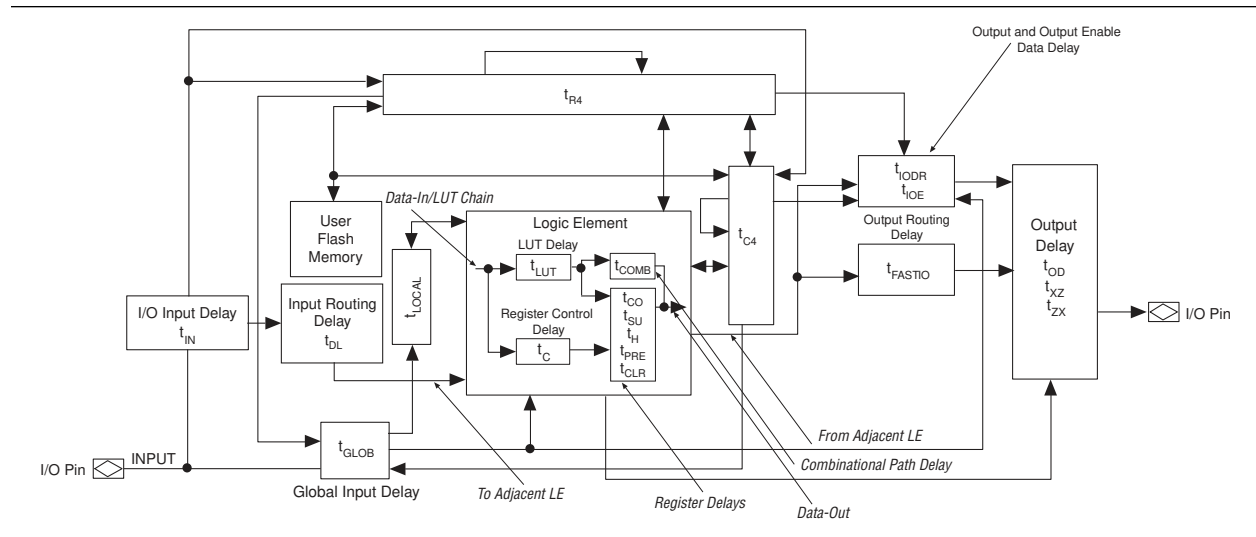 Output and Output Enable
Data Delay
tR4
Data-In/LUT Chain
tIODR
tIOE
User
Flash
Memory
Logic Element
LUT Delay
tLUT
tCOMB
tC4
Output Routing
Delay
tFASTIO
Output
Delay
tOD
tXZ
tZX
I/O Pin
I/O Input Delay
tIN
Input Routing
Delay
tDL
tLOCAL
Register Control
Delay
tC
tCO
tSU
tH
tPRE
tCLR
From Adjacent LE
I/O Pin
INPUT
tGLOB
Global Input Delay
To Adjacent LE
Register Delays
Combinational Path Delay
Data-Out